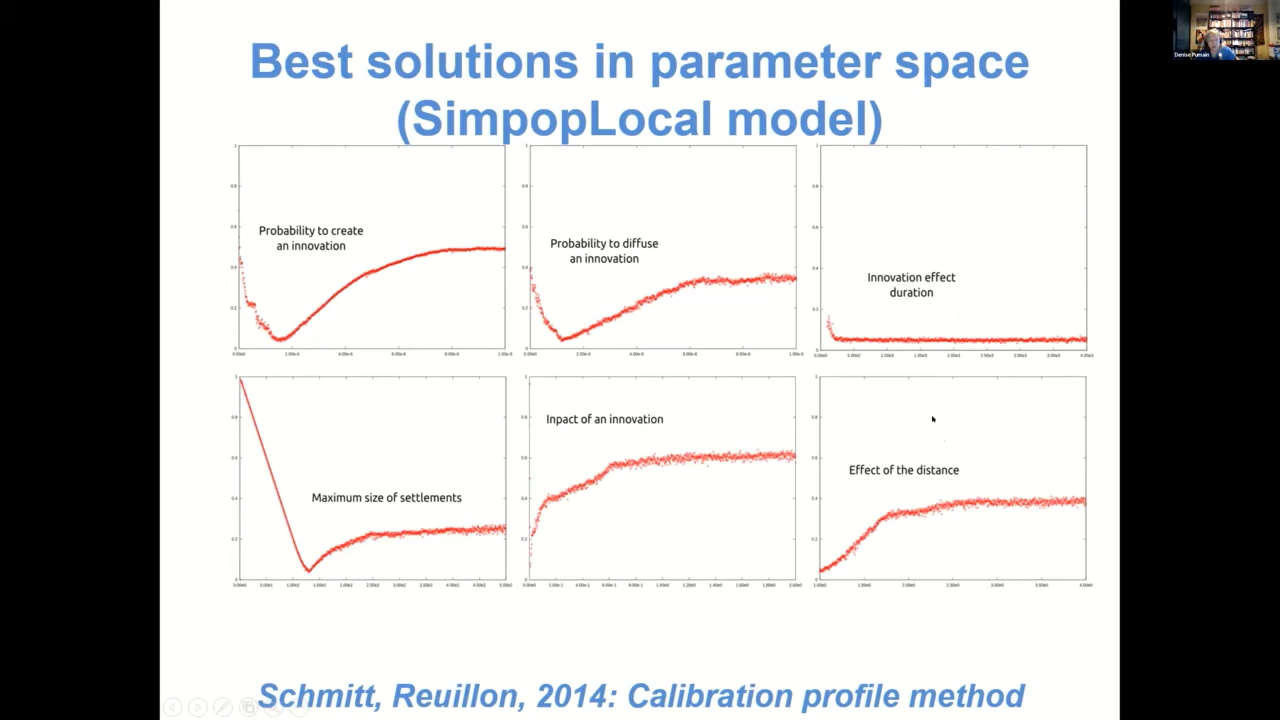 Best solutions in parameter space
(SimpopLocal model)
Denise Pumain
Probability to create
an innovation
Probability to diffuse
an innovation
Innovation effect
duration
Maximum size of settlements
Inpact of an innovation
Effect of the distance
Schmitt, Reuillon, 2014: Calibration profile method